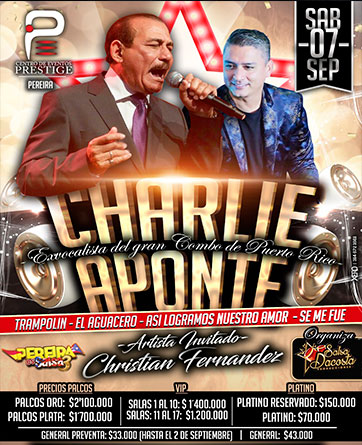 CENTRO DE EVENTOS
PRESTIGE
PEREIRA
SAB
-07-
SEP
CHARLIE
Exvocalista del gran Combo de Puerto Rico
APONTE
TRAMPOLIN - EL AGUACERO - ASI LOGRAMOS NUESTRO AMOR - SE ME FUE
PEREIRA
Salsa
-Artista Invitado-
Christian Fernandez
Organiza
Salsa
Dacosta
PRECIOS PALCOS
PALCOS ORO: $2'100.000
PALCOS PLATA: $1'700.000
VIP
SALAS 1 AL 10: $1'400.000
SALAS: 11 AL 17: $1.200.000
PLATINO
PLATINO RESERVADO: $150.000
PLATINO: $70.000
GENERAL PREVENTA: $33.000 (HASTA EL 2 DE SEPTIEMBRE) | GENERAL: $43.000